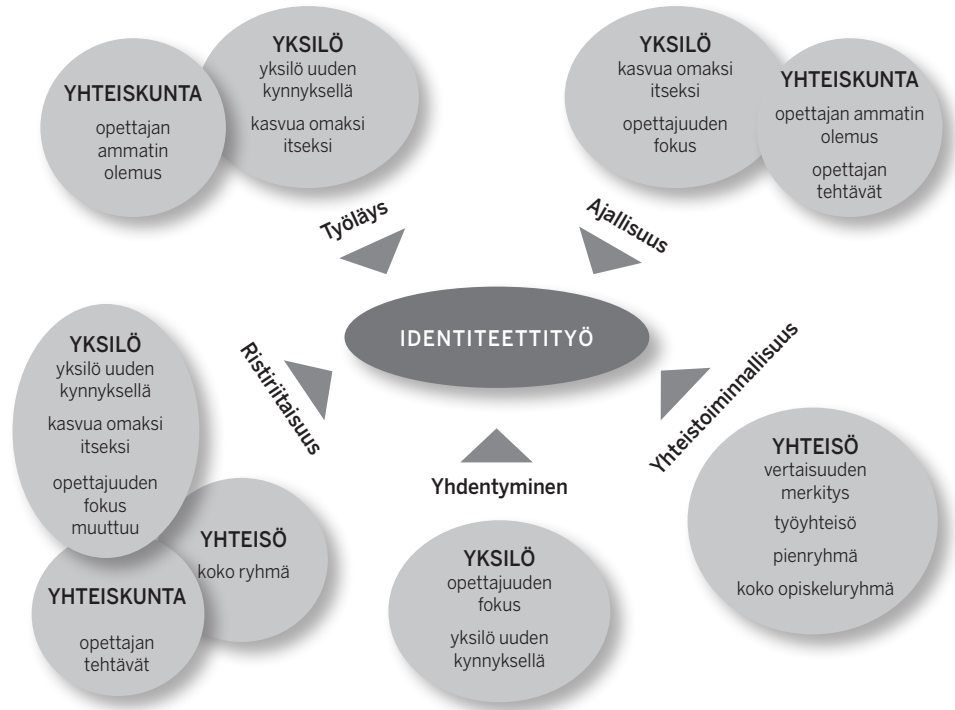 YKSILÖ
yksilö uuden
kynnyksellä
kasvua omaksi
itseksi
YHTEISKUNTA
opettajan
ammatin
olemus
YKSILÖ
kasvua omaksi
itseksi
opettajuuden
fokus
YHTEISKUNTA
opettajan ammatin
olemus
opettajan
tehtävät
Työläys
Ajallisuus
IDENTITEETTITYÖ
Ristiriitaisuus
Yhteistoiminnallisuus
Yhdentyminen
YKSILÖ
yksilö uuden
kynnyksellä
kasvua omaksi
itseksi
opettajuuden
fokus
muuttuu
YHTEISÖ
koko ryhmä
YHTEISKUNTA
opettajan
tehtävät
YKSILÖ
opettajuuden
fokus
yksilö uuden
kynnyksellä
YHTEISÖ
vertaisuuden
merkitys
työyhteisö
pienryhmä
koko opiskeluryhmä